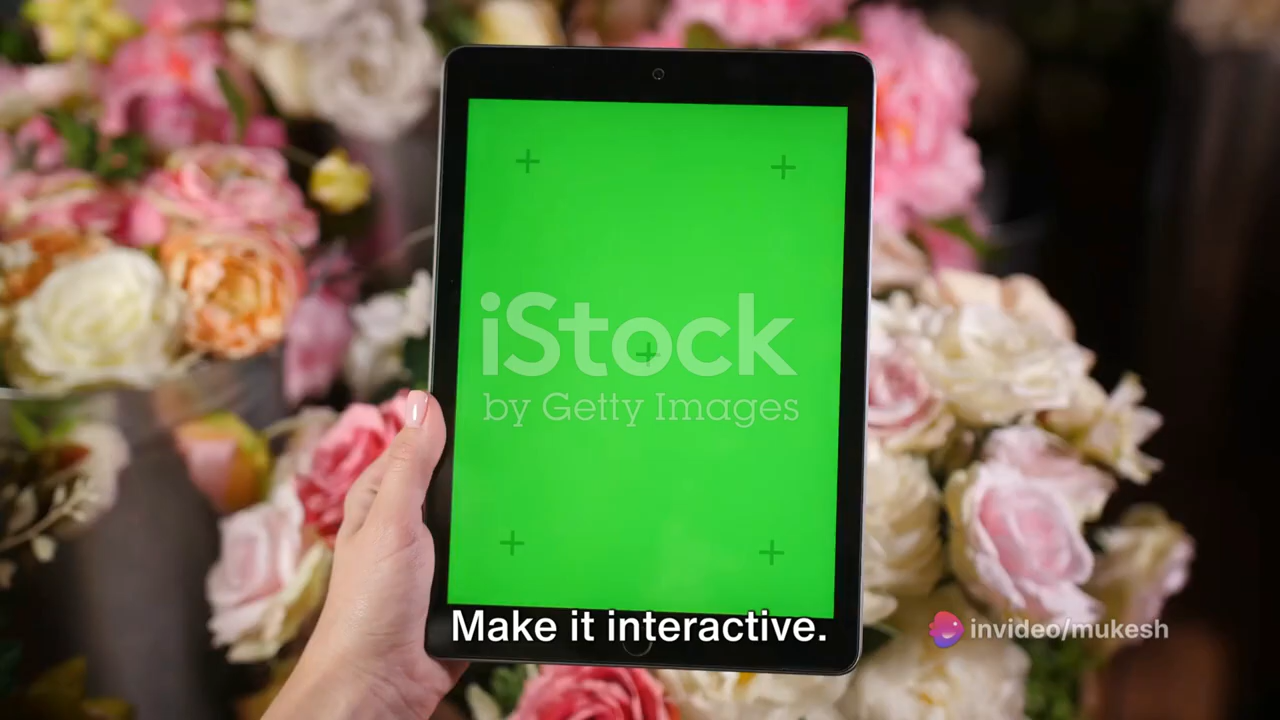 iStock
by Getty Images
Make it interactive.
invideo/mukesh